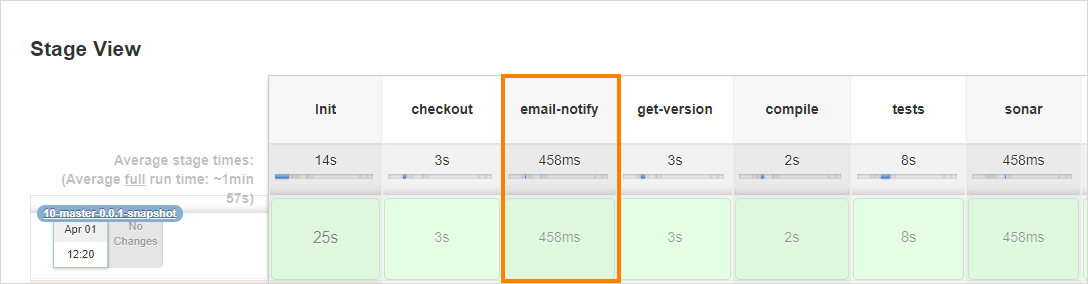 Stage View
Init checkout email-notify get-version compile tests sonar
Average stage times:
(Average full run time: ~1min
57s)
14s 3s 458ms 3s 2s 8s 458ms
10-master-0.0.1-snapshot
Apr 01
12:20
No
Changes
25s 3s 458ms 3s 2s 8s 458ms